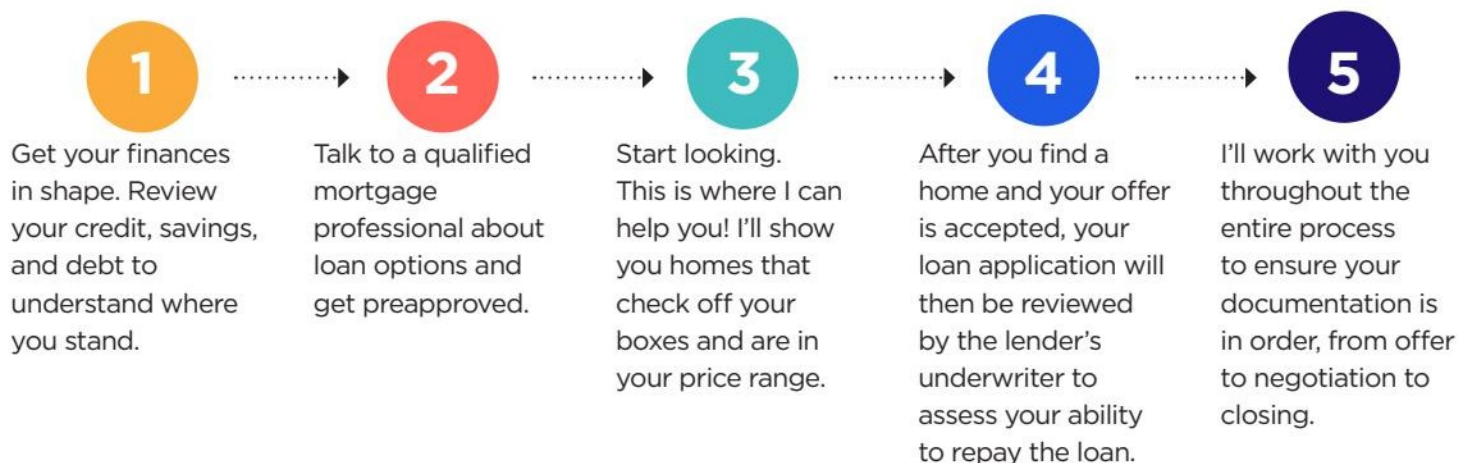 1
Get your finances
in shape. Review
your credit, savings,
and debt to
understand where
you stand.
2
Talk to a qualified
mortgage
professional about
loan options and
get preapproved.
3
Start looking.
This is where I can
help you! I'll show
you homes that
check off your
boxes and are in
your price range.
4
After you find a
home and your offer
is accepted, your
loan application will
then be reviewed
by the lender's
underwriter to
assess your ability
to repay the loan.
5
I'll work with you
throughout the
entire process
to ensure your
documentation is
in order, from offer
to negotiation to
closing.